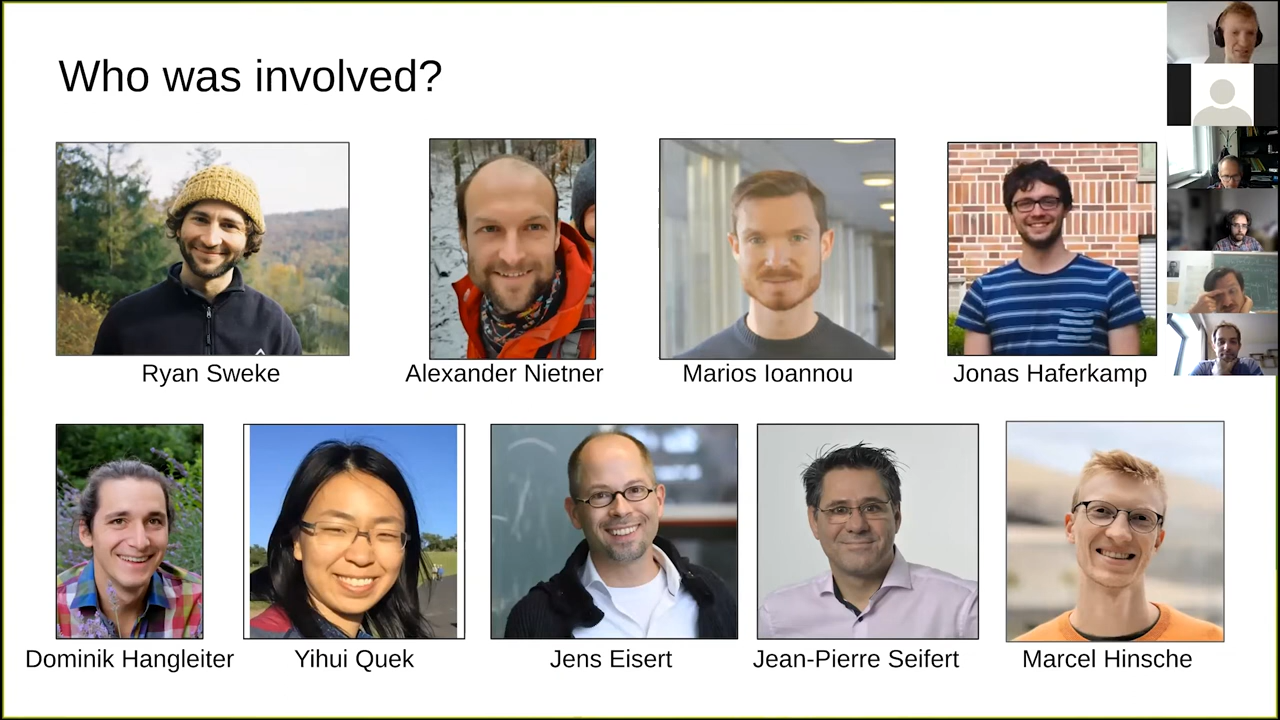 Who was involved?
Ryan Sweke
Alexander Nietner
Marios Ioannou
Jonas Haferkamp
Dominik Hangleiter
Yihui Quek
Jens Eisert
Jean-Pierre Seifert
Marcel Hinsche